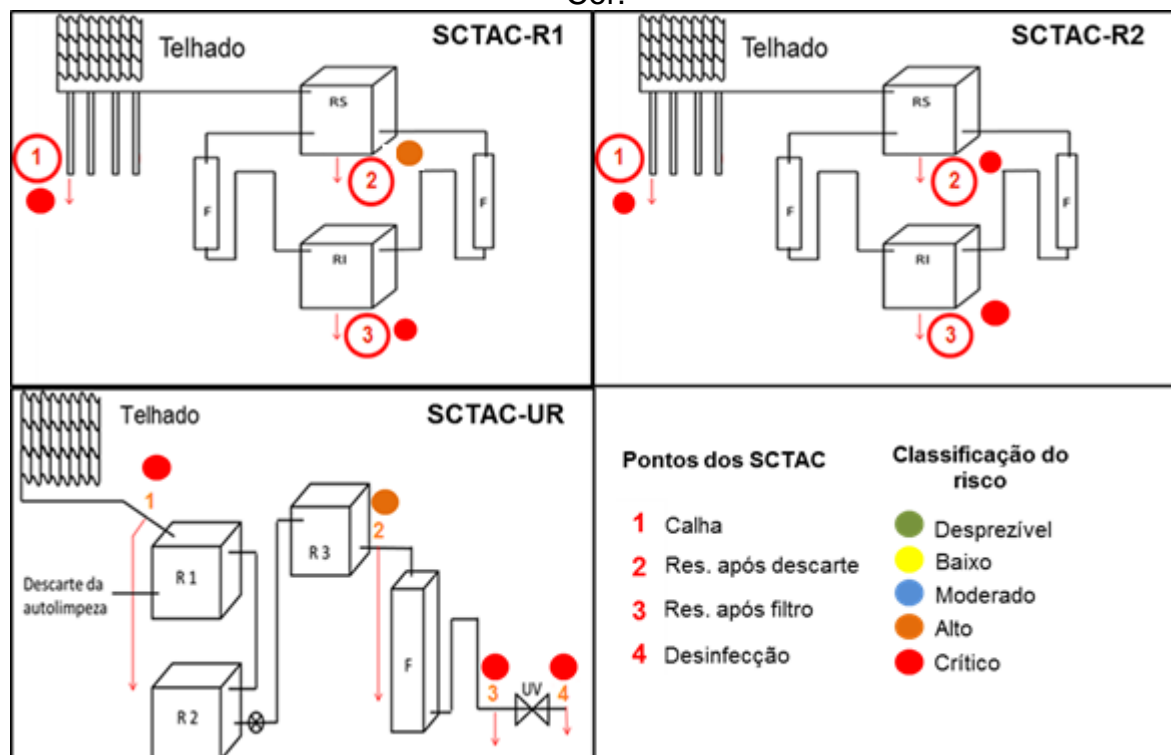 Cor.
SCTAC-R1
Telhado
RS
1
2
F
F
RI
3
SCTAC-R2
Telhado
RS
1
2
F
F
RI
3
SCTAC-UR
Telhado
1
R 1
R 3
2
Descarte da
autolimpeza
F
R 2
3
UV
4
Pontos dos SCTAC
1 Calha
2 Res. após descarte
3 Res. após filtro
4 Desinfecção
Classificação do
risco
Desprezível
Baixo
Moderado
Alto
Crítico